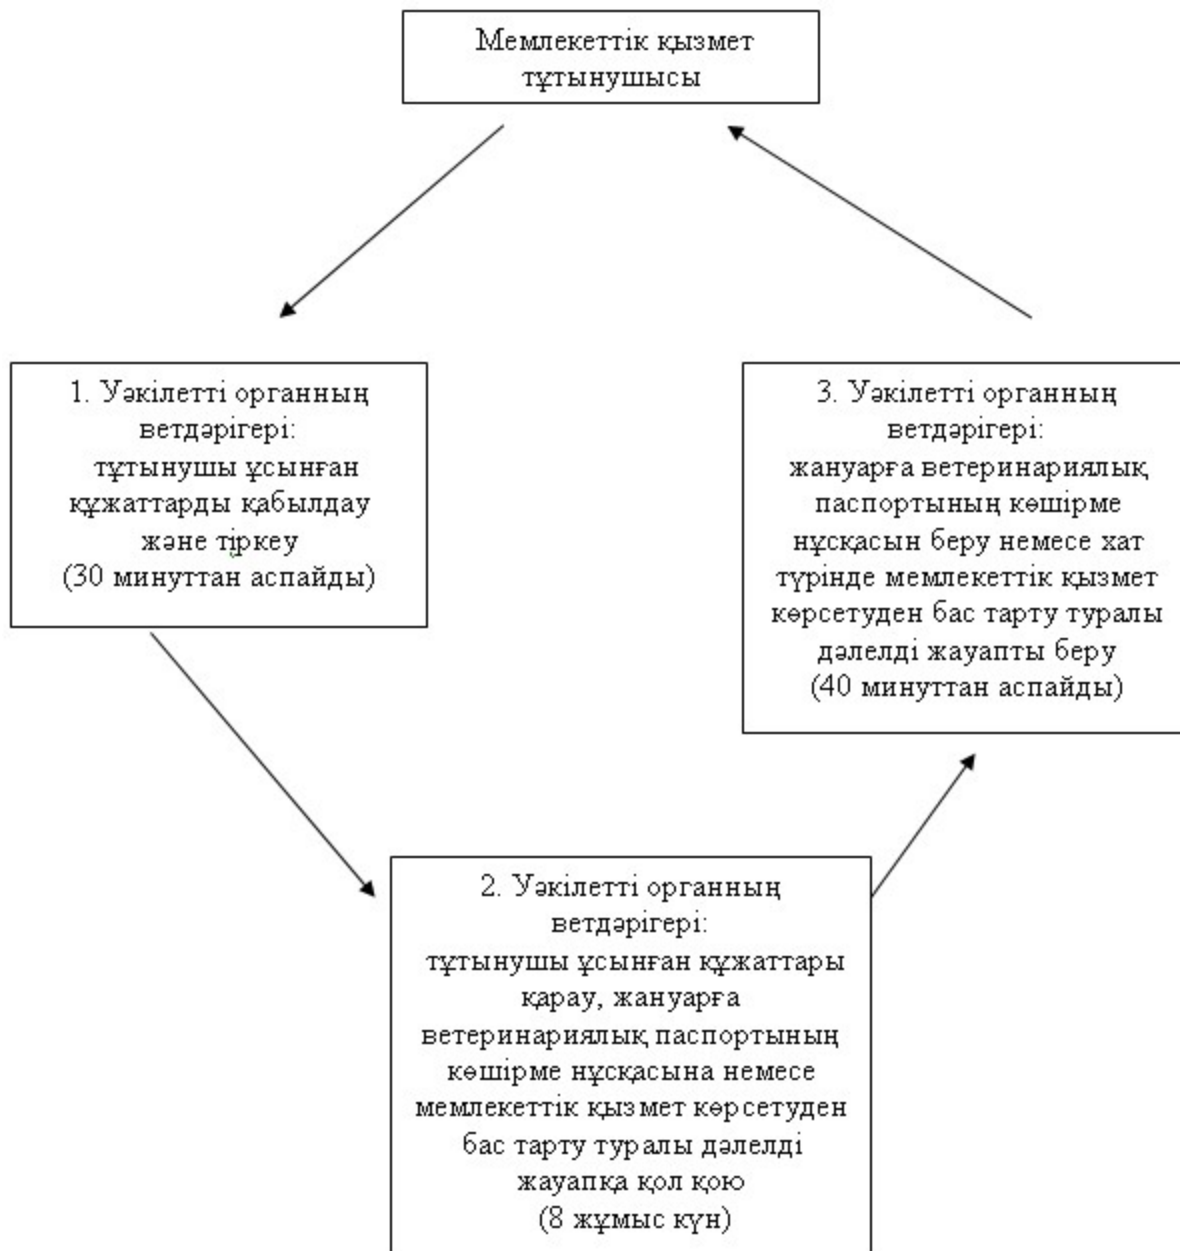 Мемлекеттік қызмет
тұтынушысы
1. Уәкілетті органның
ветдәрігері:
тұтынушы ұсынған
құжаттарды қабылдау
және тіркеу
(30 минуттан аспайды)
3. Уәкілетті органның
ветдәрігері:
жануарға ветеринариялық
паспортының көшірме
нұсқасын беру немесе хат
түрінде мемлекеттік қызмет
көрсетуден бас тарту туралы
дәлелді жауапты беру
(40 минуттан аспайды)
2. Уәкілетті органның
ветдәрігері:
тұтынушы ұсынған құжаттары
қарау, жануарға
ветеринариялық паспортының
көшірме нұсқасына немесе
мемлекеттік қызмет көрсетуден
бас тарту туралы дәлелді
жауапқа қол қою
(8 жұмыс күн)